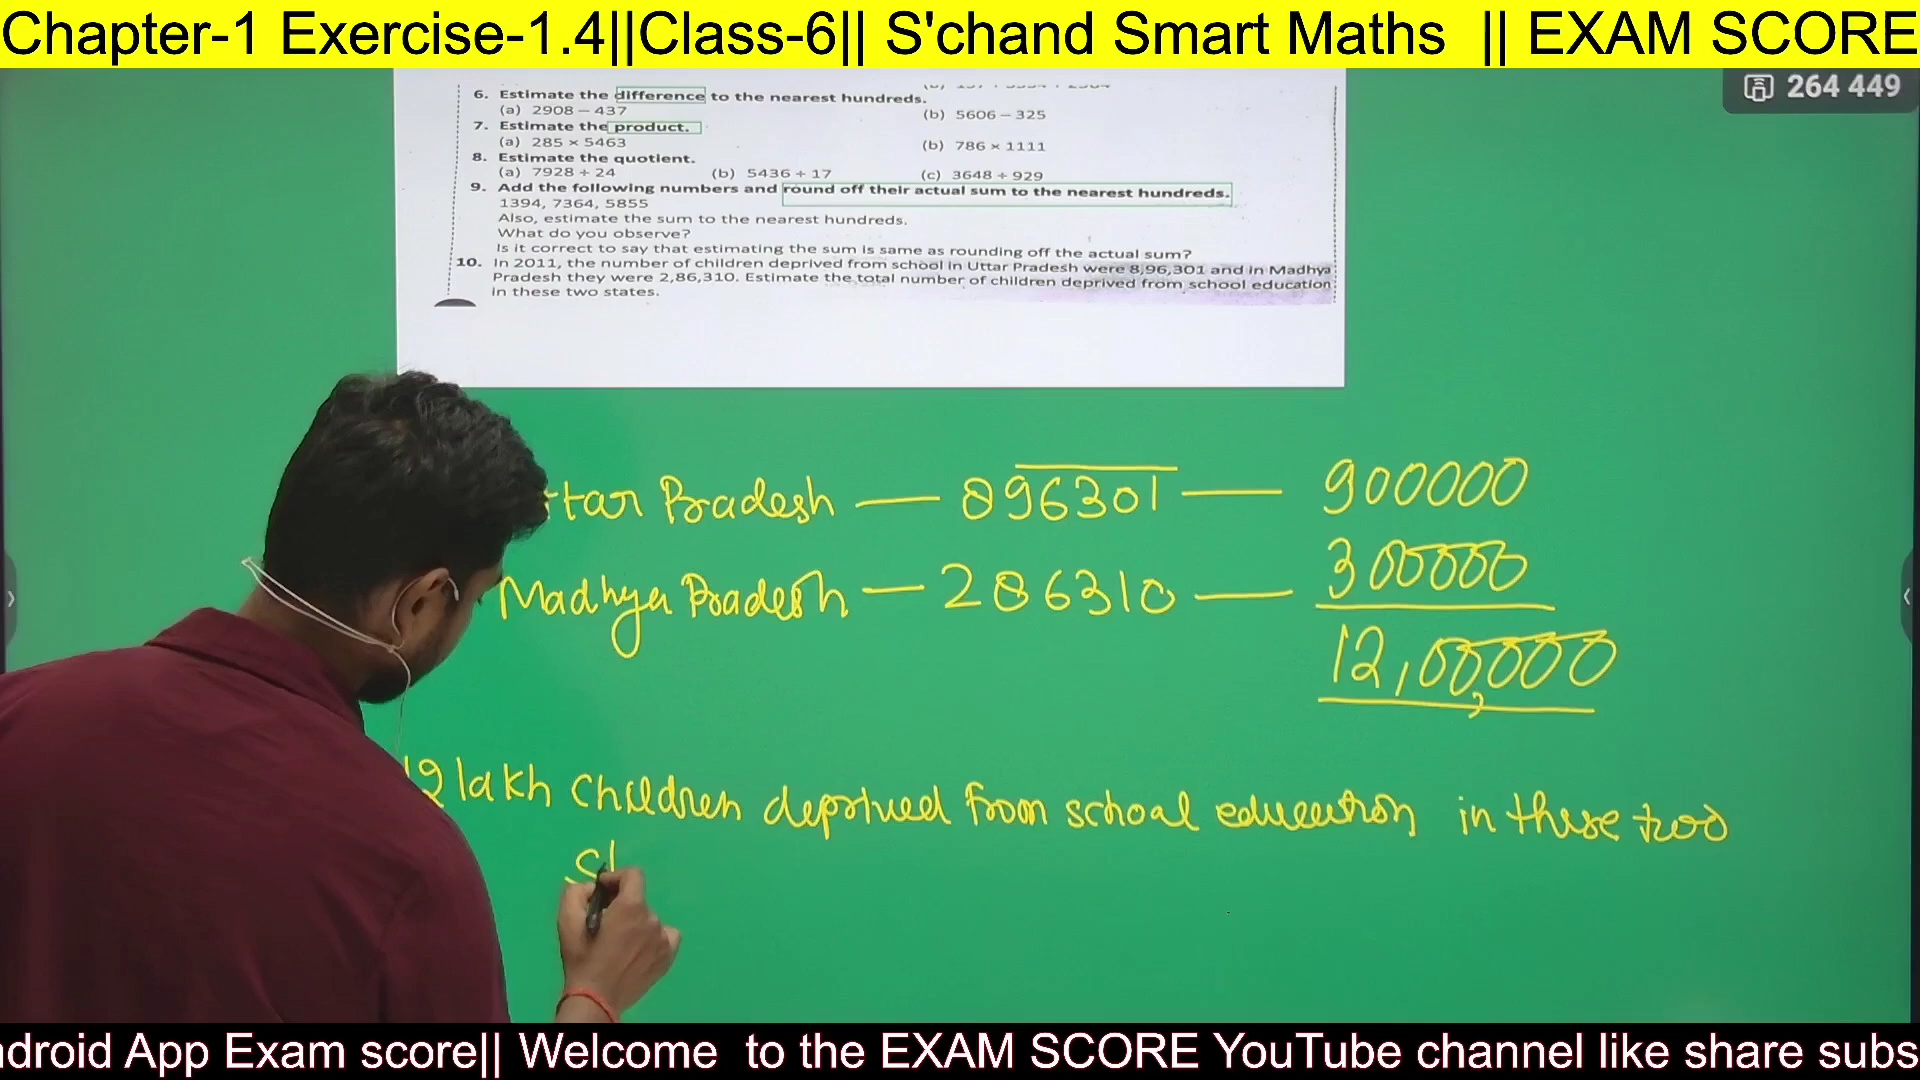 Chapter-1 Exercise-1.4||Class-6|| S'chand Smart Maths || EXAM SCORE
264 449
6. Estimate the difference to the nearest hundreds.
(a) 2908 – 437 (b) 5606 – 325
7. Estimate the product.
(a) 285 × 5463 (b) 786 × 1111
8. Estimate the quotient.
(a) 7928 ÷ 24 (b) 5436 ÷ 17 (c) 3648 ÷ 929
9. Add the following numbers and round off their actual sum to the nearest hundreds.
1394, 7364, 5855
Also, estimate the sum to the nearest hundreds.
What do you observe?
Is it correct to say that estimating the sum is same as rounding off the actual sum?
10. In 2011, the number of children deprived from school in Uttar Pradesh were 8,96,301 and in Madhya
Pradesh they were 2,86,310. Estimate the total number of children deprived from school education
in these two states.
ttar Pradesh — 896301 — 900000
Madhya Pradesh — 286310 — 300000
12,00,000
12 lakh children deprived from school education in these two
ndroid App Exam score|| Welcome to the EXAM SCORE YouTube channel like share subs